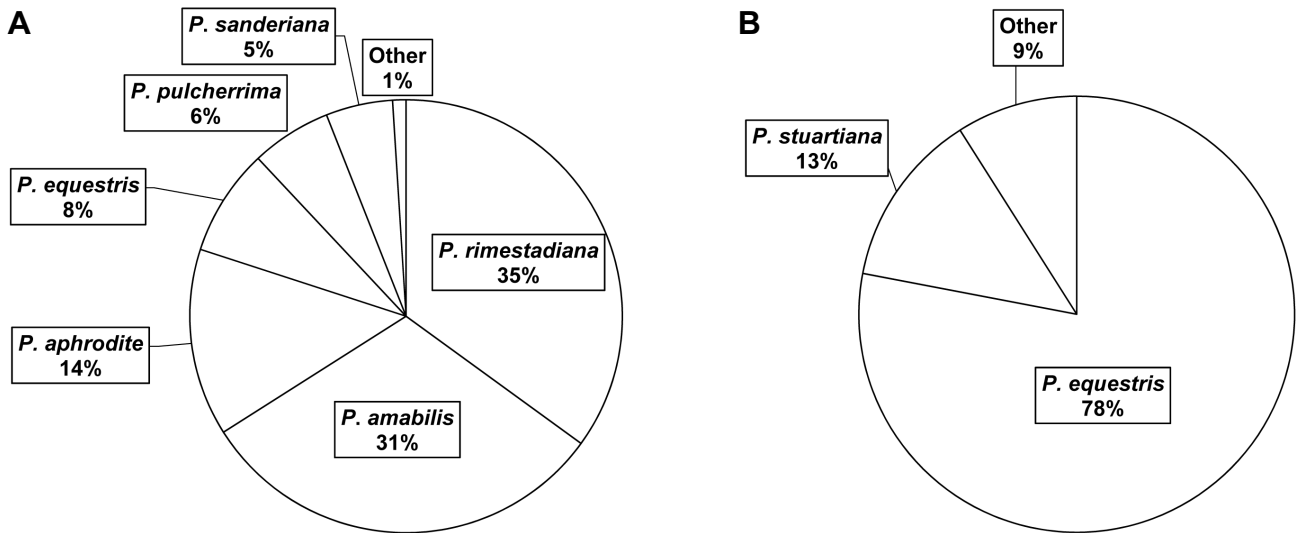 A
P. sanderiana
5%
Other
1%
P. pulcherrima
6%
P. equestris
8%
P. rimestadiana
35%
P. aphrodite
14%
P. amabilis
31%
B
Other
9%
P. stuartiana
13%
P. equestris
78%